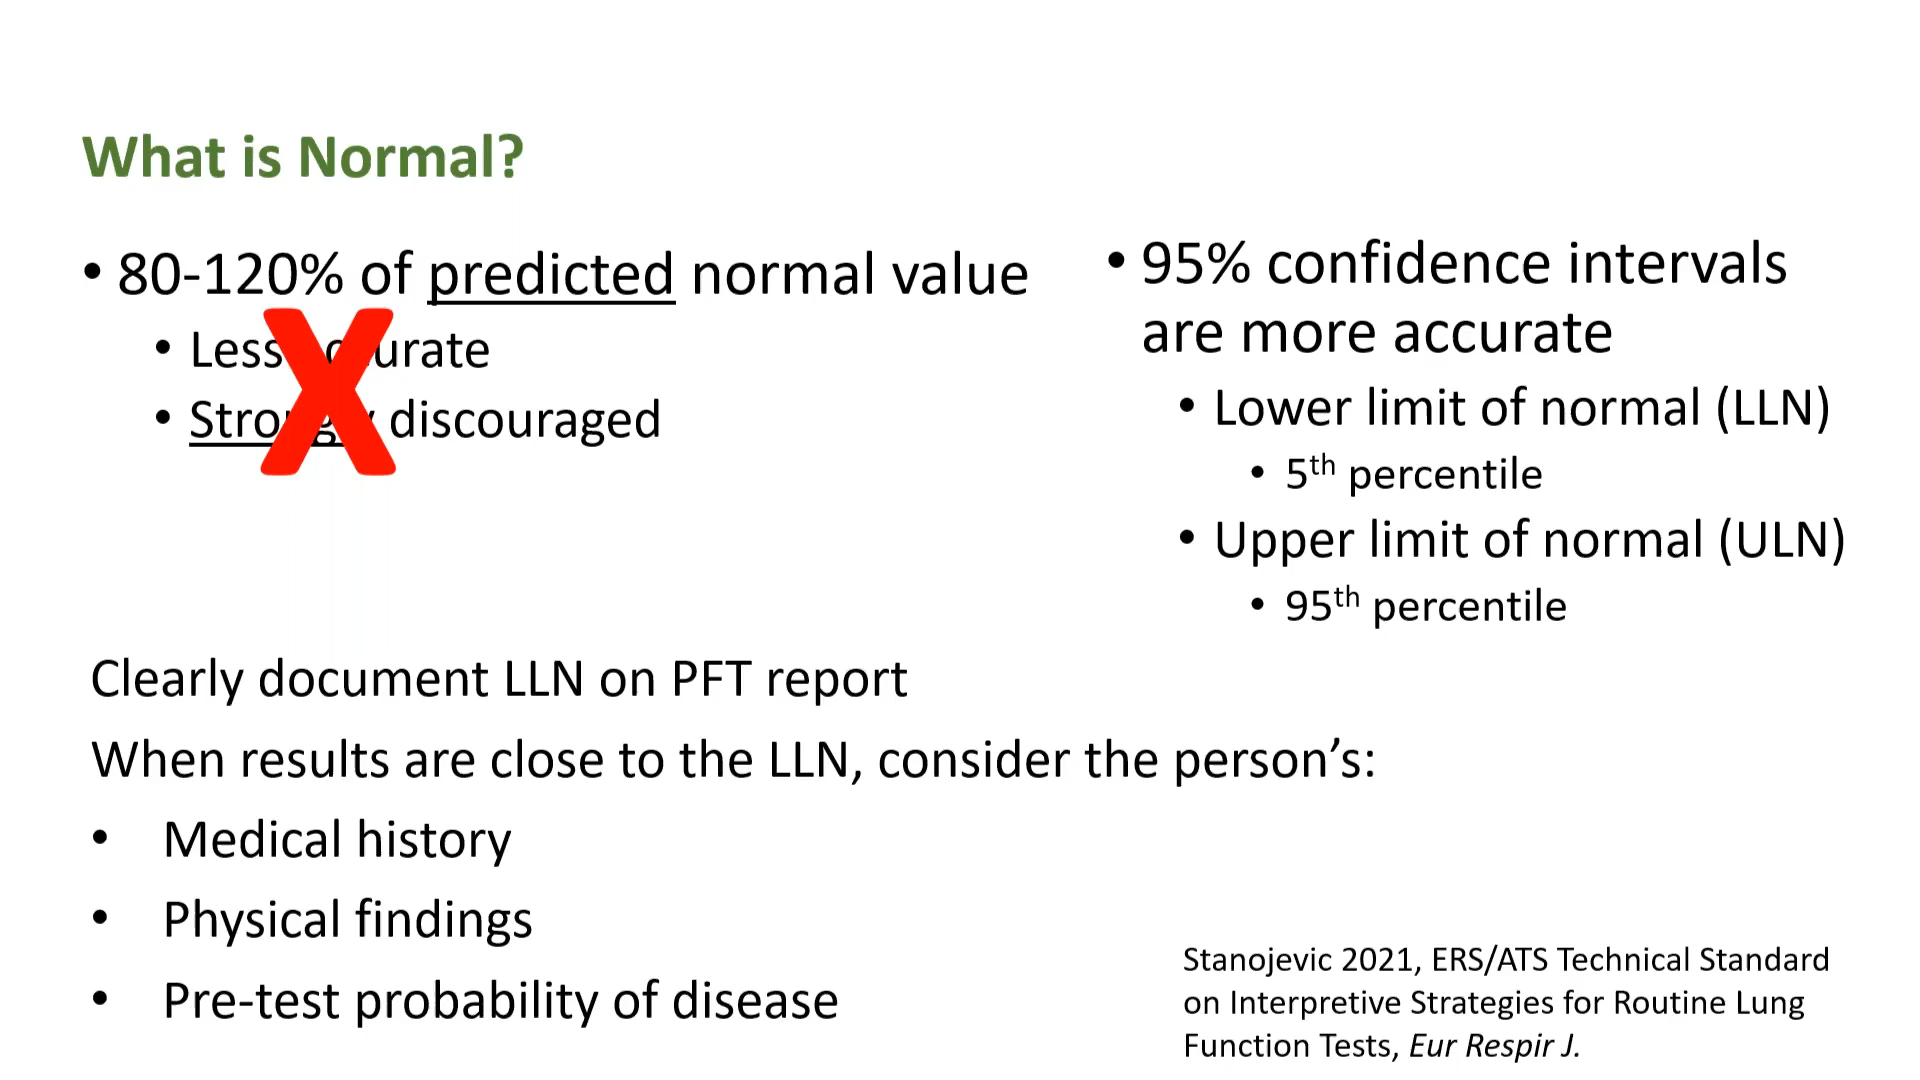 What is Normal?
• 80-120% of predicted normal value
• Less accurate
• Strongly discouraged
• 95% confidence intervals
are more accurate
• Lower limit of normal (LLN)
• 5th percentile
• Upper limit of normal (ULN)
• 95th percentile
X
Clearly document LLN on PFT report
When results are close to the LLN, consider the person’s:
• Medical history
• Physical findings
• Pre-test probability of disease
Stanojevic 2021, ERS/ATS Technical Standard
on Interpretive Strategies for Routine Lung
Function Tests, Eur Respir J.